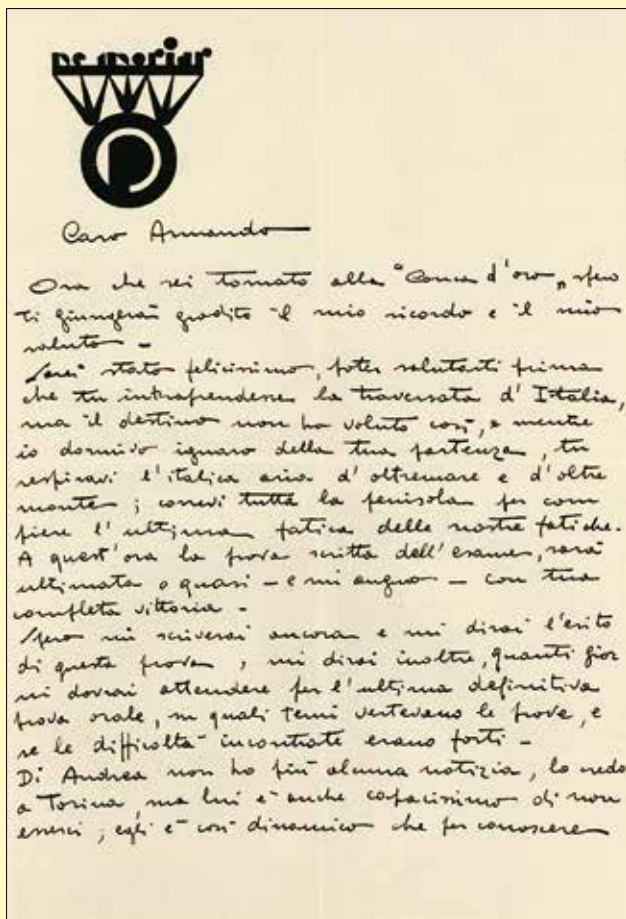 ne moriar
Caro Armando
Ora che sei tornato alla "Conca d'oro„ spero
ti giungerà gradito il mio ricordo e il mio
saluto -
Sarei stato felicissimo, poter salutarti prima
che tu intraprendessi la traversata d'Italia,
ma il destino non ha voluto così, e mentre
io dormivo ignaro della tua partenza, tu
respiravi l'italica aria d'oltremare e d'oltre
monte; correvi tutta la penisola per com
piere l'ultima fatica delle nostre fatiche.
A quest'ora la prova scritta dell'esame, sarà
ultimata o quasi - e mi auguro - con tua
completa vittoria -
Spero mi scriverai ancora e mi dirai l'esito
di questa prova, mi dirai inoltre, quanti gior
ni dovrai attendere per l'ultima definitiva
prova orale, su quali temi vertevano le prove, e
se le difficoltà incontrate erano forti -
Di Andrea non ho più alcuna notizia, lo credo
a Torino, ma lui è anche capacissimo di non
esserci; egli è così dinamico che per conoscere